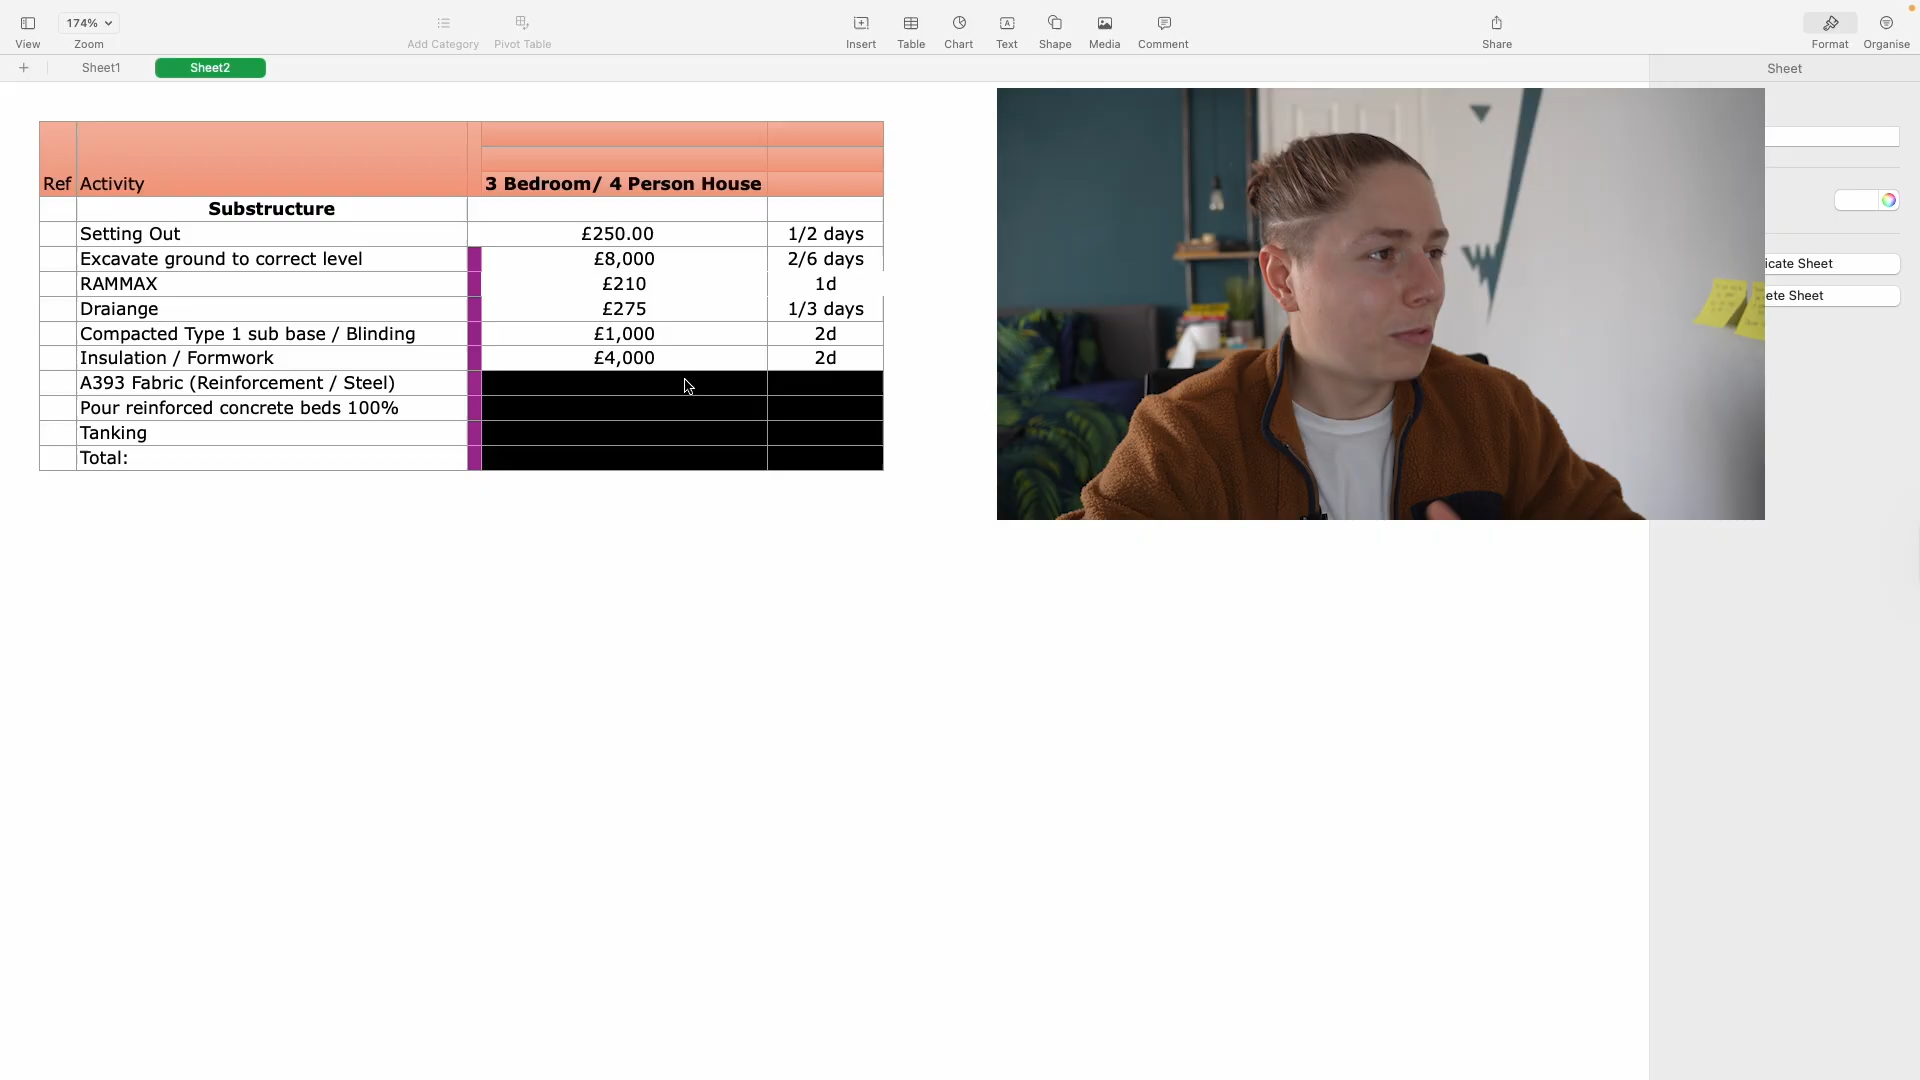 174%
View
Zoom
Add Category
Pivot Table
Insert
Table
Chart
Text
Shape
Media
Comment
Share
Format
Organise
Sheet1
Sheet2
Sheet
Ref Activity
3 Bedroom/ 4 Person House
Substructure
Setting Out £250.00 1/2 days
Excavate ground to correct level £8,000 2/6 days
RAMMAX £210 1d
Draiange £275 1/3 days
Compacted Type 1 sub base / Blinding £1,000 2d
Insulation / Formwork £4,000 2d
A393 Fabric (Reinforcement / Steel)
Pour reinforced concrete beds 100%
Tanking
Total:
icate Sheet
ete Sheet